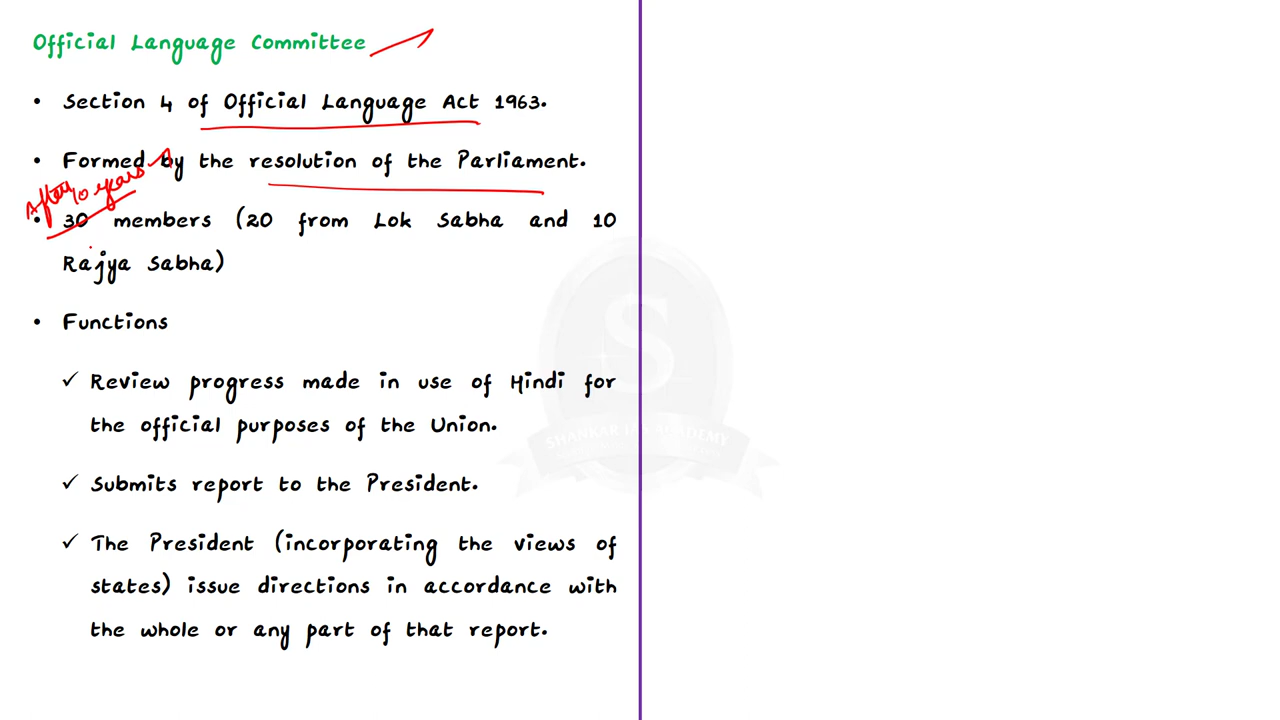 Official Language Committee
• Section 4 of Official Language Act 1963.
• Formed by the resolution of the Parliament.
After 10 years
• 30 members (20 from Lok Sabha and 10
Rajya Sabha)
• Functions
✓ Review progress made in use of Hindi for
the official purposes of the Union.
✓ Submits report to the President.
✓ The President (incorporating the views of
states) issue directions in accordance with
the whole or any part of that report.
S
SHANKAR IAS ACADEMY